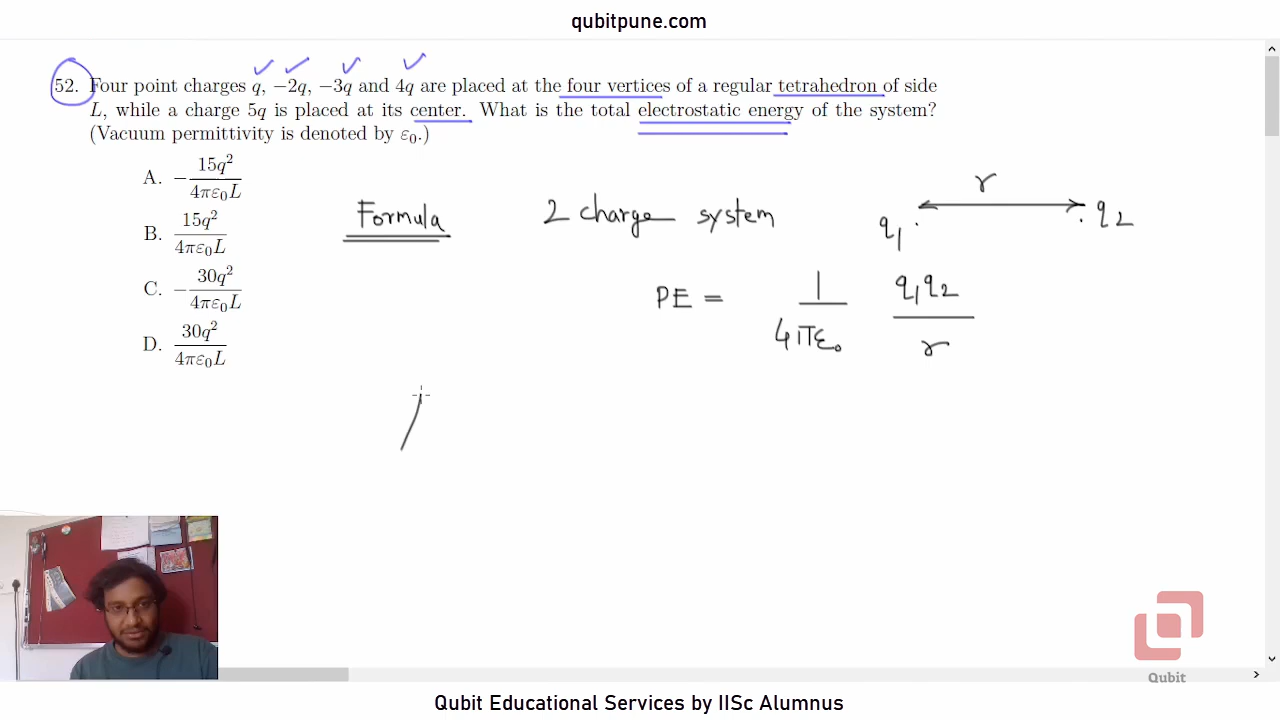 qubitpune.com
52. Four point charges q, −2q, −3q and 4q are placed at the four vertices of a regular tetrahedron of side
L, while a charge 5q is placed at its center. What is the total electrostatic energy of the system?
(Vacuum permittivity is denoted by ε₀.)
A. −15q²/4πε₀L
B. 15q²/4πε₀L
C. −30q²/4πε₀L
D. 30q²/4πε₀L
Formula 2 charge system
r
q₁ q₂
PE = 1/4πε₀ q₁q₂/r
Qubit
Qubit Educational Services by IISc Alumnus